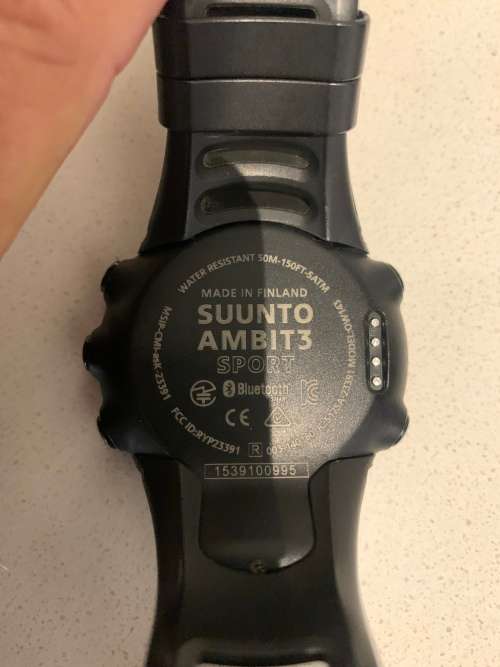 WATER RESISTANT 50M-150FT-5ATM
MADE IN FINLAND
SUUNTO
AMBIT3
SPORT
Bluetooth
CE
MSIP-CMI-asK-23391
FCC ID:RYP23391
R
1539100995